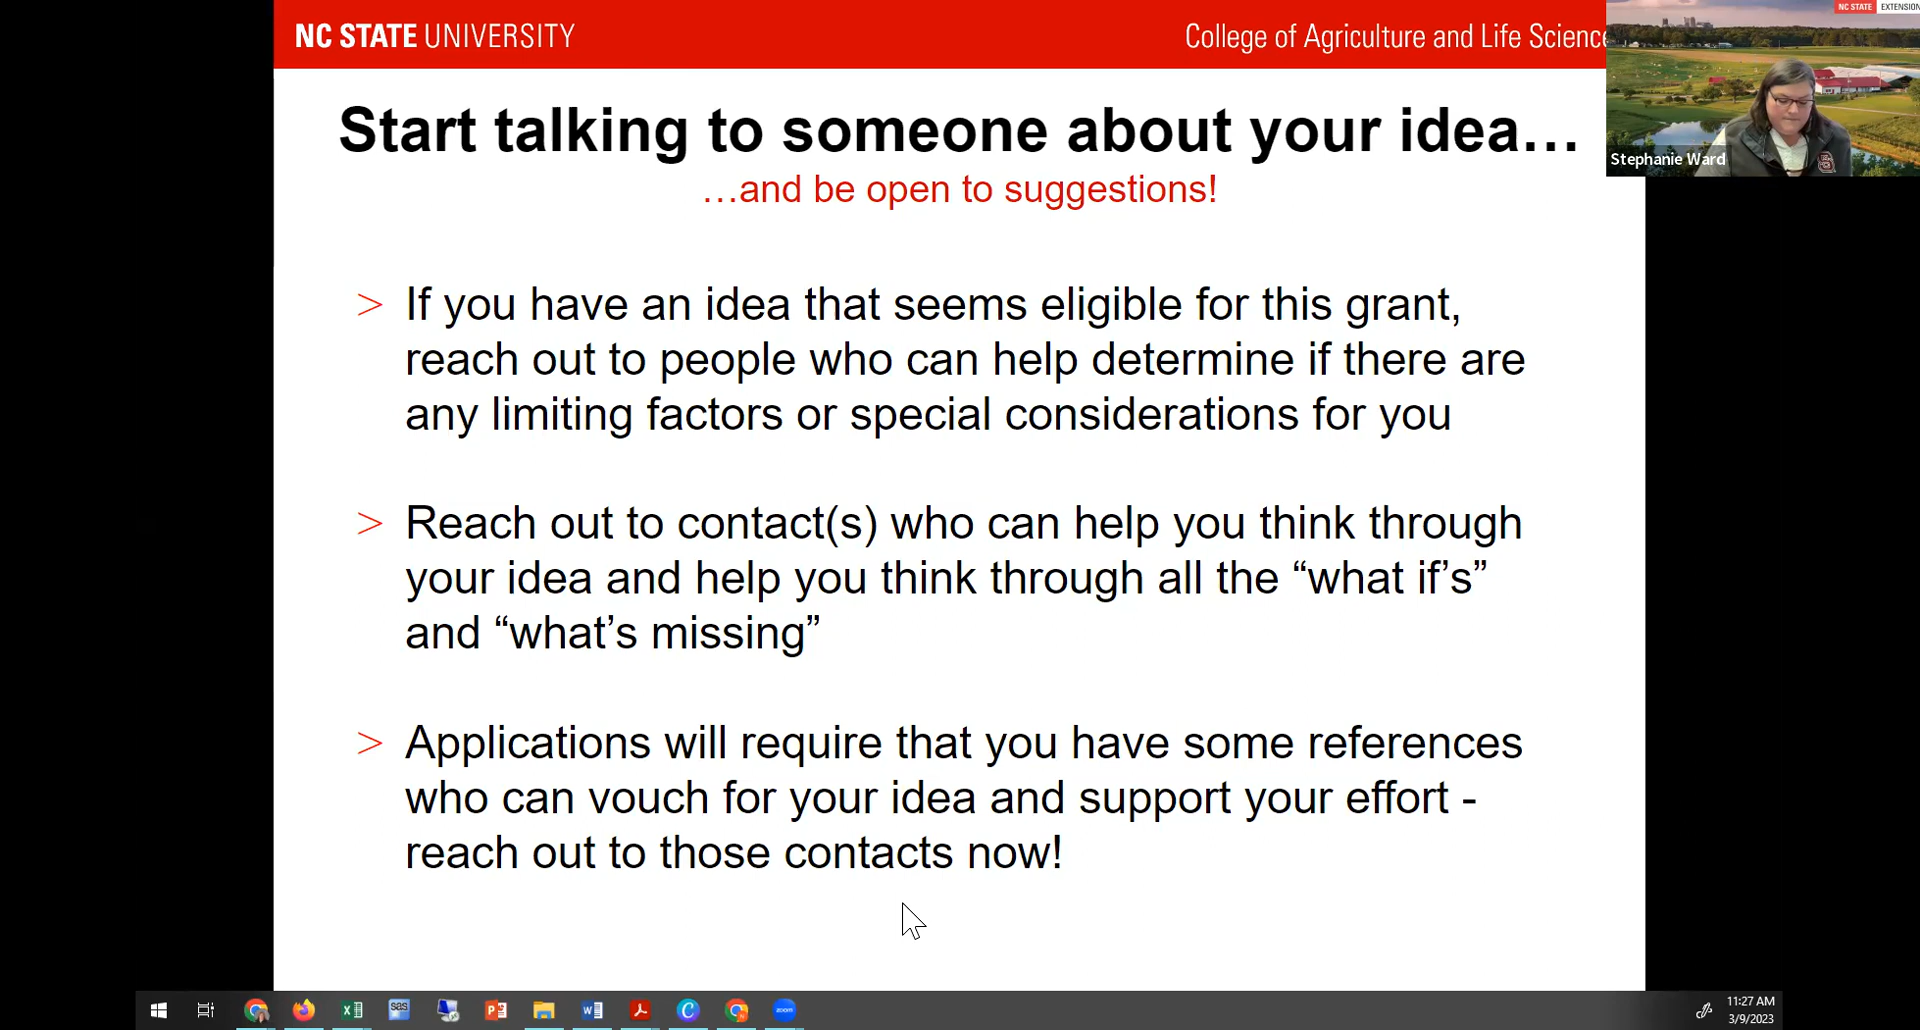 NC STATE UNIVERSITY
College of Agriculture and Life Science
NC STATE EXTENSION
Stephanie Ward
Start talking to someone about your idea…
…and be open to suggestions!
> If you have an idea that seems eligible for this grant,
reach out to people who can help determine if there are
any limiting factors or special considerations for you
> Reach out to contact(s) who can help you think through
your idea and help you think through all the “what if’s”
and “what’s missing”
> Applications will require that you have some references
who can vouch for your idea and support your effort -
reach out to those contacts now!
sas
zoom
11:27 AM
3/9/2023